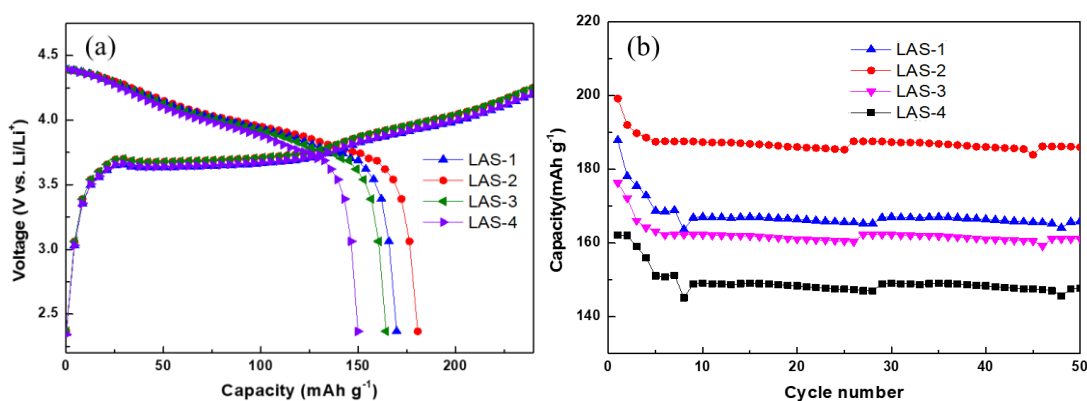 (a)
4.5
4.0
3.5
3.0
2.5
Voltage (V vs. Li/Li⁺)
0 50 100 150 200
Capacity (mAh g⁻¹)
LAS-1
LAS-2
LAS-3
LAS-4
(b)
220
200
180
160
140
Capacity(mAh g⁻¹)
0 10 20 30 40 50
Cycle number
LAS-1
LAS-2
LAS-3
LAS-4